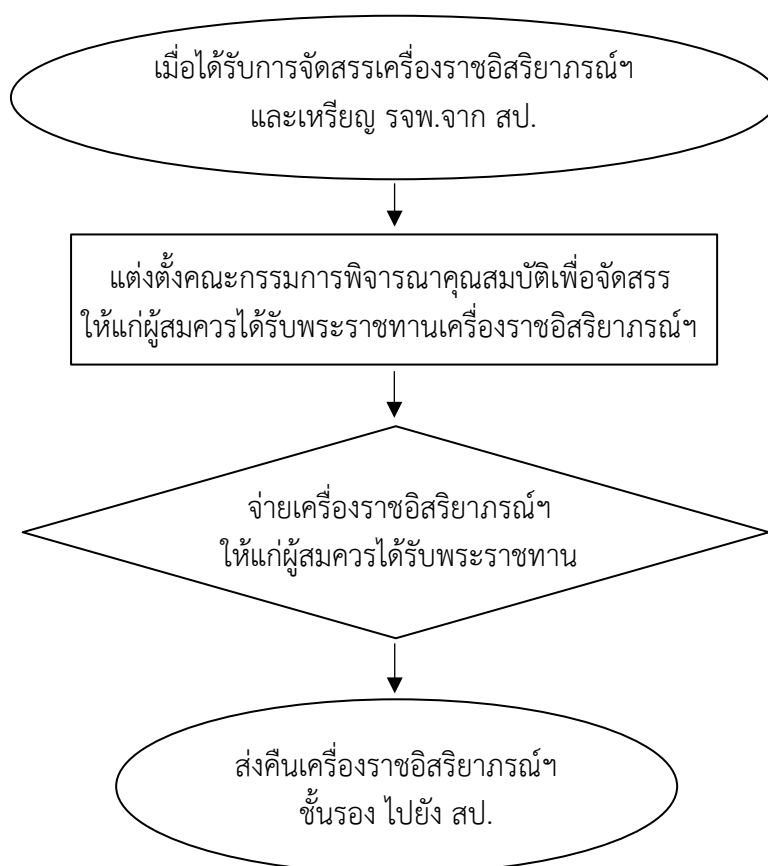 เมื่อได้รับการจัดสรรเครื่องราชอิสริยาภรณ์ฯ
และเหรียญ รจพ.จาก สป.
แต่งตั้งคณะกรรมการพิจารณาคุณสมบัติเพื่อจัดสรร
ให้แก่ผู้สมควรได้รับพระราชทานเครื่องราชอิสริยาภรณ์ฯ
จ่ายเครื่องราชอิสริยาภรณ์ฯ
ให้แก่ผู้สมควรได้รับพระราชทาน
ส่งคืนเครื่องราชอิสริยาภรณ์ฯ
ชั้นรอง ไปยัง สป.